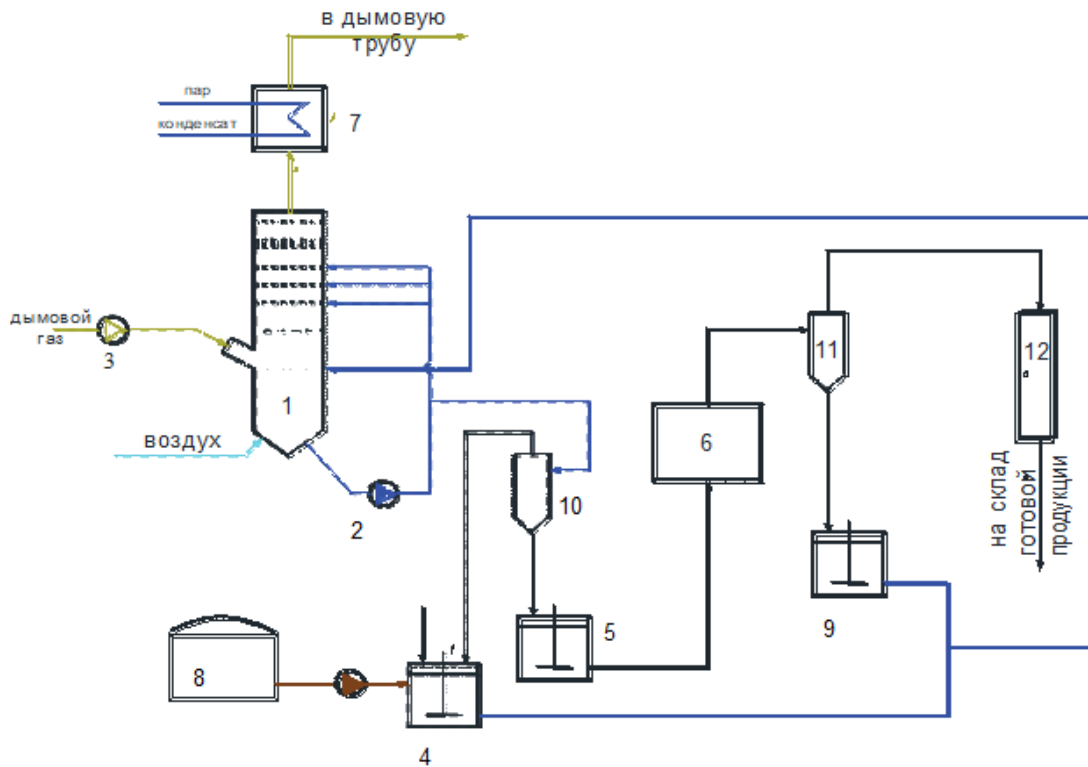 в дымовую
трубу
пар
конденсат
7
дымовой
газ
3
1
воздух
2
10
11
12
6
на склад
готовой
продукции
5
9
8
4